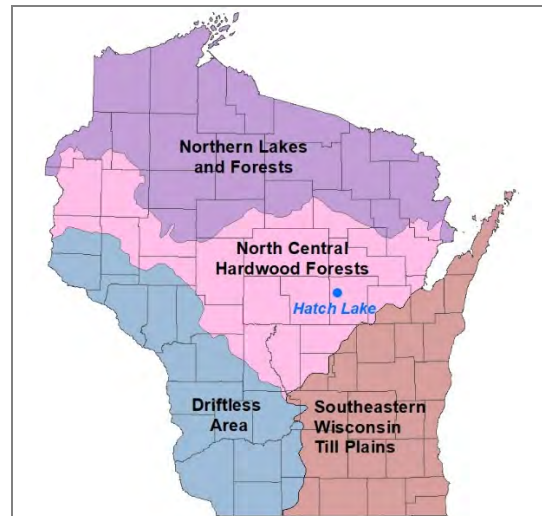 Northern Lakes
and Forests
North Central
Hardwood Forests
Hatch Lake
Driftless
Area
Southeastern
Wisconsin
Till Plains